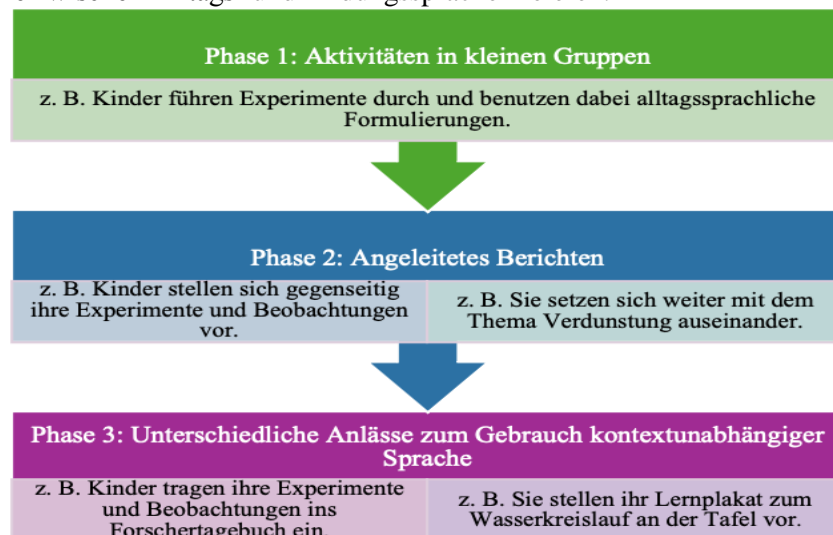 Phase 1: Aktivitäten in kleinen Gruppen
z. B. Kinder führen Experimente durch und benutzen dabei alltagssprachliche
Formulierungen.
Phase 2: Angeleitetes Berichten
z. B. Kinder stellen sich gegenseitig
ihre Experimente und Beobachtungen
vor.
z. B. Sie setzen sich weiter mit dem
Thema Verdunstung auseinander.
Phase 3: Unterschiedliche Anlässe zum Gebrauch kontextunabhängiger
Sprache
z. B. Kinder tragen ihre Experimente
und Beobachtungen ins
Forschertagebuch ein.
z. B. Sie stellen ihr Lernplakat zum
Wasserkreislauf an der Tafel vor.